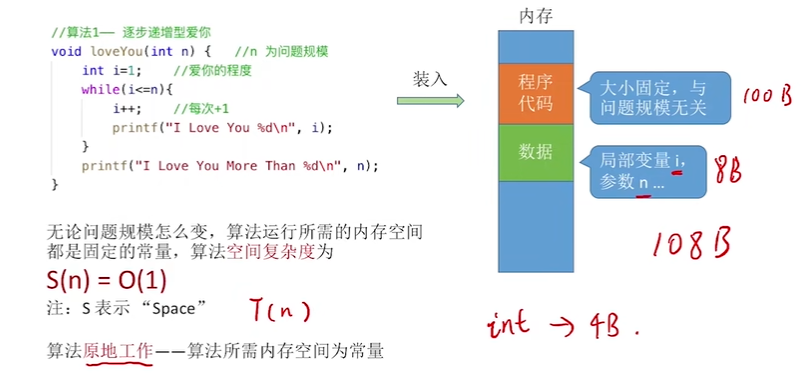 //算法1—— 逐步递增型爱你
void loveYou(int n) { //n 为问题规模
int i=1; //爱你的程度
while(i<=n){
i++; //每次+1
printf("I Love You %d\n", i);
}
printf("I Love You More Than %d\n", n);
}
装入
内存
程序
代码
数据
大小固定，与
问题规模无关
100 B
局部变量 i，
参数 n ...
8B
108 B
无论问题规模怎么变，算法运行所需的内存空间
都是固定的常量，算法空间复杂度为
S(n) = O(1)
注：S 表示 “Space”
T(n)
int → 4B .
算法原地工作——算法所需内存空间为常量